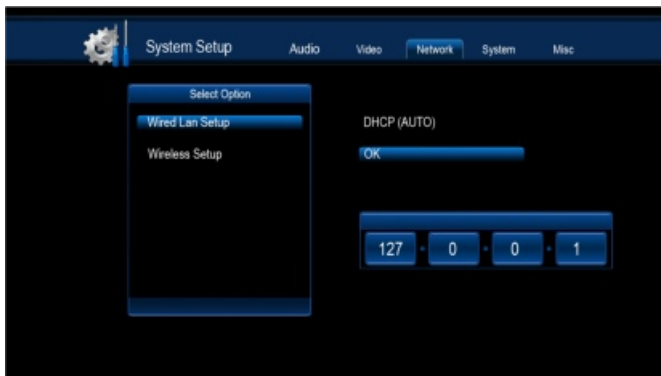 System Setup Audio Video Network System Misc
Select Option
Wired Lan Setup
Wireless Setup
DHCP (AUTO)
OK
127 0 0 1